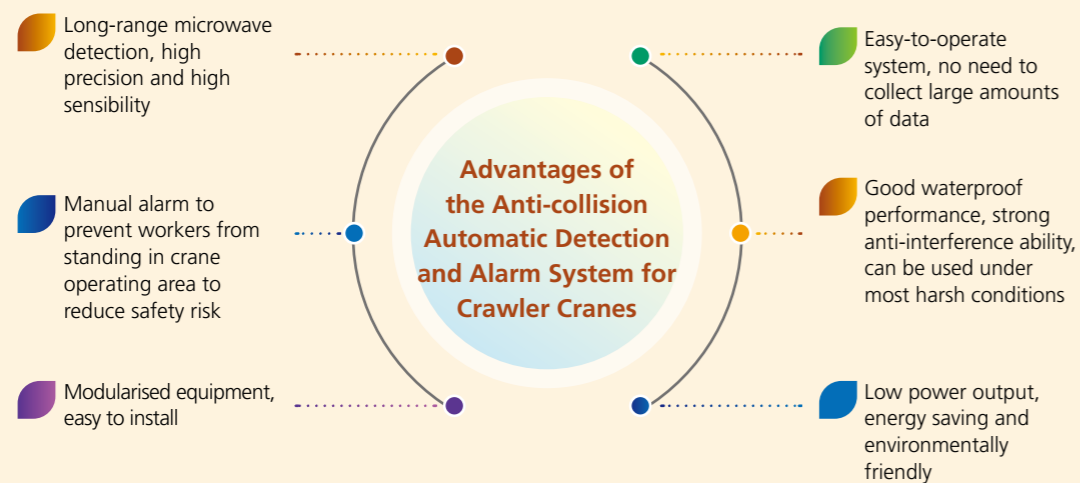 Long-range microwave
detection, high
precision and high
sensibility
Manual alarm to
prevent workers from
standing in crane
operating area to
reduce safety risk
Modularised equipment,
easy to install
Advantages of
the Anti-collision
Automatic Detection
and Alarm System for
Crawler Cranes
Easy-to-operate
system, no need to
collect large amounts
of data
Good waterproof
performance, strong
anti-interference ability,
can be used under
most harsh conditions
Low power output,
energy saving and
environmentally
friendly